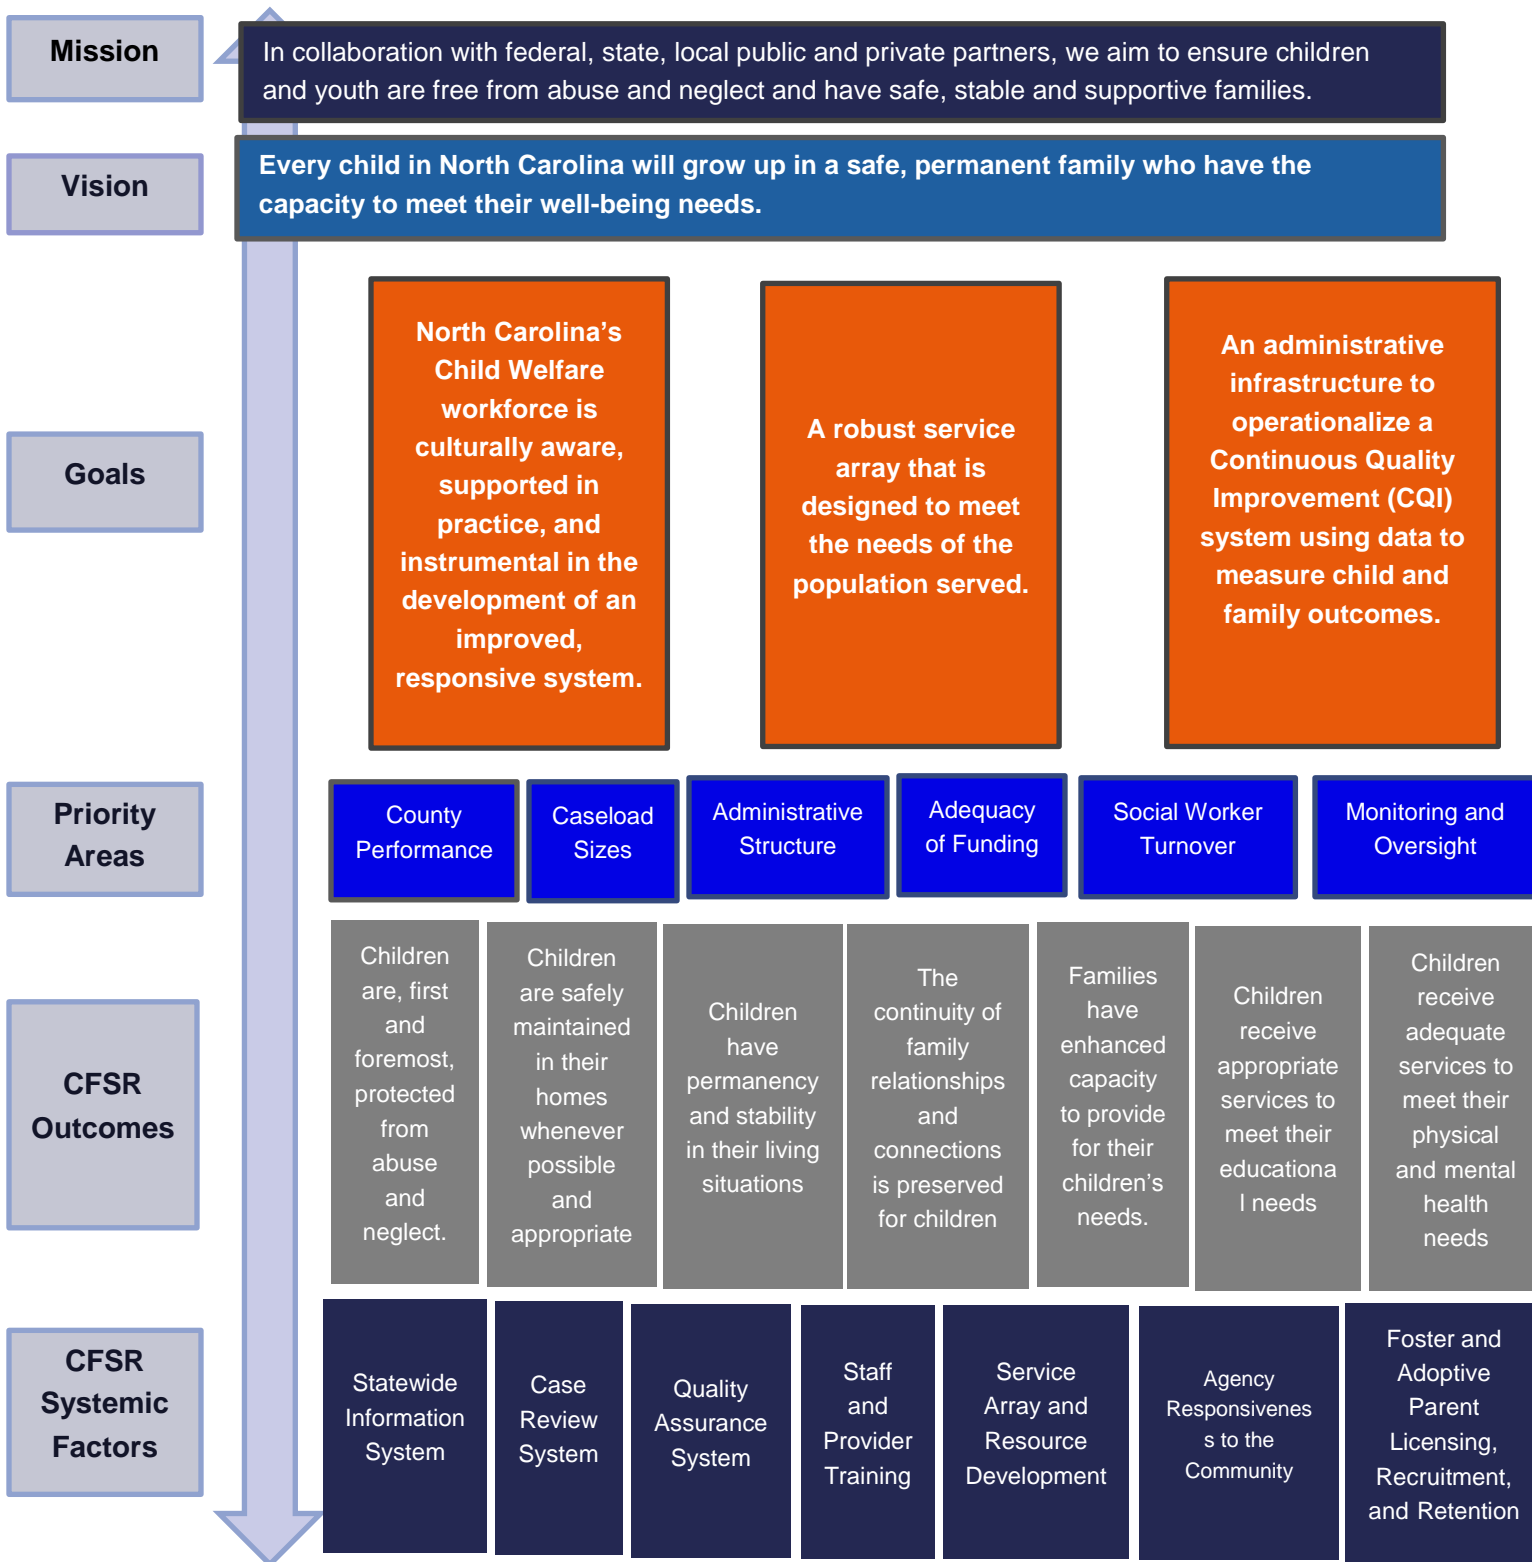 Mission
In collaboration with federal, state, local public and private partners, we aim to ensure children
and youth are free from abuse and neglect and have safe, stable and supportive families.
Vision
Every child in North Carolina will grow up in a safe, permanent family who have the
capacity to meet their well-being needs.
Goals
North Carolina’s
Child Welfare
workforce is
culturally aware,
supported in
practice, and
instrumental in the
development of an
improved,
responsive system.
A robust service
array that is
designed to meet
the needs of the
population served.
An administrative
infrastructure to
operationalize a
Continuous Quality
Improvement (CQI)
system using data to
measure child and
family outcomes.
Priority
Areas
County
Performance
Caseload
Sizes
Administrative
Structure
Adequacy
of Funding
Social Worker
Turnover
Monitoring and
Oversight
CFSR
Outcomes
Children
are, first
and
foremost,
protected
from
abuse
and
neglect.
Children
are safely
maintained
in their
homes
whenever
possible
and
appropriate
Children
have
permanency
and stability
in their living
situations
The
continuity of
family
relationships
and
connections
is preserved
for children
Families
have
enhanced
capacity
to provide
for their
children’s
needs.
Children
receive
appropriate
services to
meet their
educationa
l needs
Children
receive
adequate
services to
meet their
physical
and mental
health
needs
CFSR
Systemic
Factors
Statewide
Information
System
Case
Review
System
Quality
Assurance
System
Staff
and
Provider
Training
Service
Array and
Resource
Development
Agency
Responsivenes
s to the
Community
Foster and
Adoptive
Parent
Licensing,
Recruitment,
and Retention